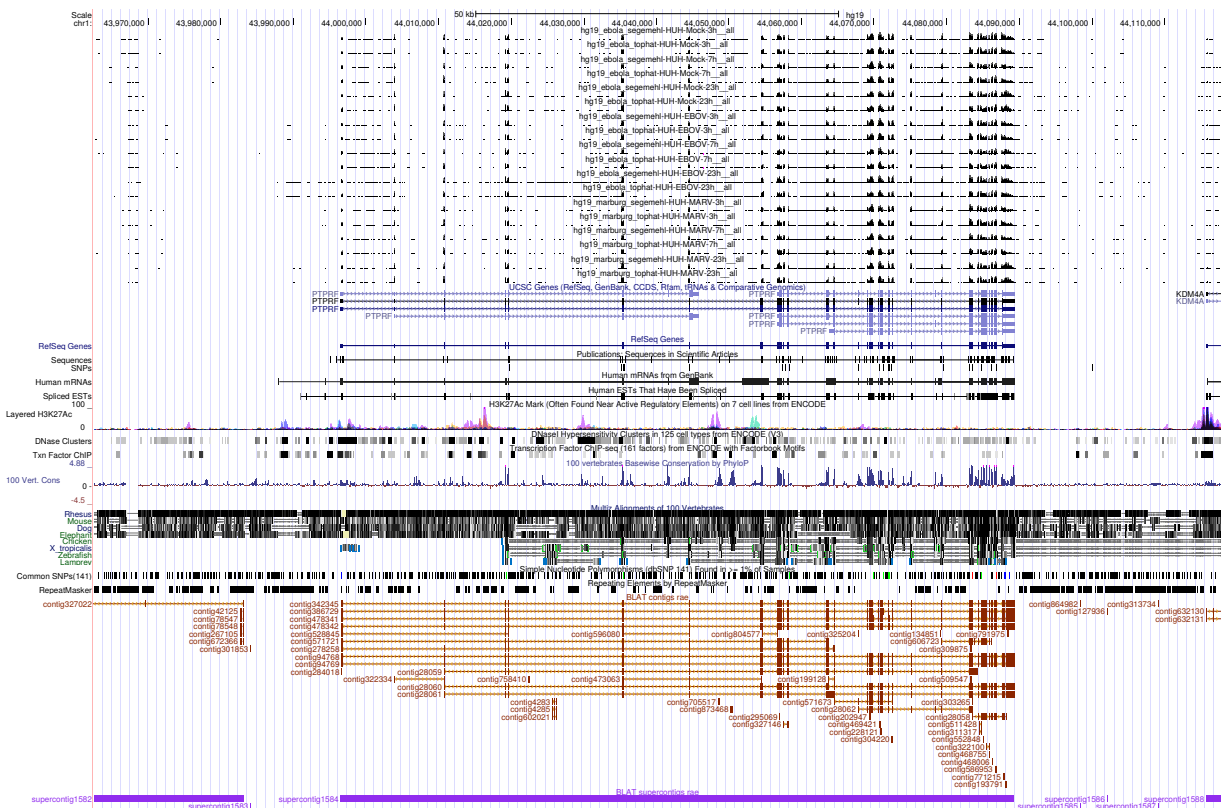 Scale 50 kb hg19
chr1: 43,970,000 43,980,000 43,990,000 44,000,000 44,010,000 44,020,000 44,030,000 44,040,000 44,050,000 44,060,000 44,070,000 44,080,000 44,090,000 44,100,000 44,110,000
hg19_ebola_segemehl-HUH-Mock-3h__all
hg19_ebola_tophat-HUH-Mock-3h__all
hg19_ebola_segemehl-HUH-Mock-7h__all
hg19_ebola_tophat-HUH-Mock-7h__all
hg19_ebola_segemehl-HUH-Mock-23h__all
hg19_ebola_tophat-HUH-Mock-23h__all
hg19_ebola_segemehl-HUH-EBOV-3h__all
hg19_ebola_tophat-HUH-EBOV-3h__all
hg19_ebola_segemehl-HUH-EBOV-7h__all
hg19_ebola_tophat-HUH-EBOV-7h__all
hg19_ebola_segemehl-HUH-EBOV-23h__all
hg19_ebola_tophat-HUH-EBOV-23h__all
hg19_marburg_segemehl-HUH-MARV-3h__all
hg19_marburg_tophat-HUH-MARV-3h__all
hg19_marburg_segemehl-HUH-MARV-7h__all
hg19_marburg_tophat-HUH-MARV-7h__all
hg19_marburg_segemehl-HUH-MARV-23h__all
hg19_marburg_tophat-HUH-MARV-23h__all
UCSC Genes (RefSeq, GenBank, CCDS, Rfam, tRNAs & Comparative Genomics)
PTPRF PTPRF KDM4A
PTPRF KDM4A
PTPRF
PTPRF PTPRF
PTPRF
PTPRF
RefSeq Genes
RefSeq Genes
Publications: Sequences in Scientific Articles
Sequences
SNPs
Human mRNAs from GenBank
Human mRNAs
Human ESTs That Have Been Spliced
Spliced ESTs
H3K27Ac Mark (Often Found Near Active Regulatory Elements) on 7 cell lines from ENCODE
100
Layered H3K27Ac
0
DNaseI Hypersensitivity Clusters in 125 cell types from ENCODE (V3)
DNase Clusters
Transcription Factor ChIP-seq (161 factors) from ENCODE with Factorbook Motifs
Txn Factor ChIP
100 vertebrates Basewise Conservation by PhyloP
4.88
100 Vert. Cons
0
-4.5
Multiz Alignments of 100 Vertebrates
Rhesus
Mouse
Dog
Elephant
Chicken
X_tropicalis
Zebrafish
Lamprey
Simple Nucleotide Polymorphisms (dbSNP 141) Found in >= 1% of Samples
Common SNPs(141)
Repeating Elements by RepeatMasker
RepeatMasker
BLAT contigs rae
contig327022 contig342345 contig864982 contig313734
contig42125 contig386729 contig127936 contig632130
contig78547 contig478341 contig632131
contig78548 contig478342
contig267105 contig528845 contig596080 contig804577 contig325204 contig134851 contig791975
contig672366 contig571721 contig606723
contig301853 contig278258 contig309875
contig94768
contig94769
contig284018 contig28059
contig322334 contig758410 contig473063 contig199128 contig509547
contig28060
contig28061
contig4283 contig705517 contig571673 contig303265
contig4285 contig873468 contig28062
contig602021 contig295069 contig202947 contig28058
contig327146 contig469421 contig511428
contig228121 contig311317
contig304220 contig552848
contig322100
contig468755
contig468006
contig586953
contig771215
contig193791
BLAT supercontigs rae
supercontig1582 supercontig1584 supercontig1586 supercontig1588
supercontig1583 supercontig1585 supercontig1587